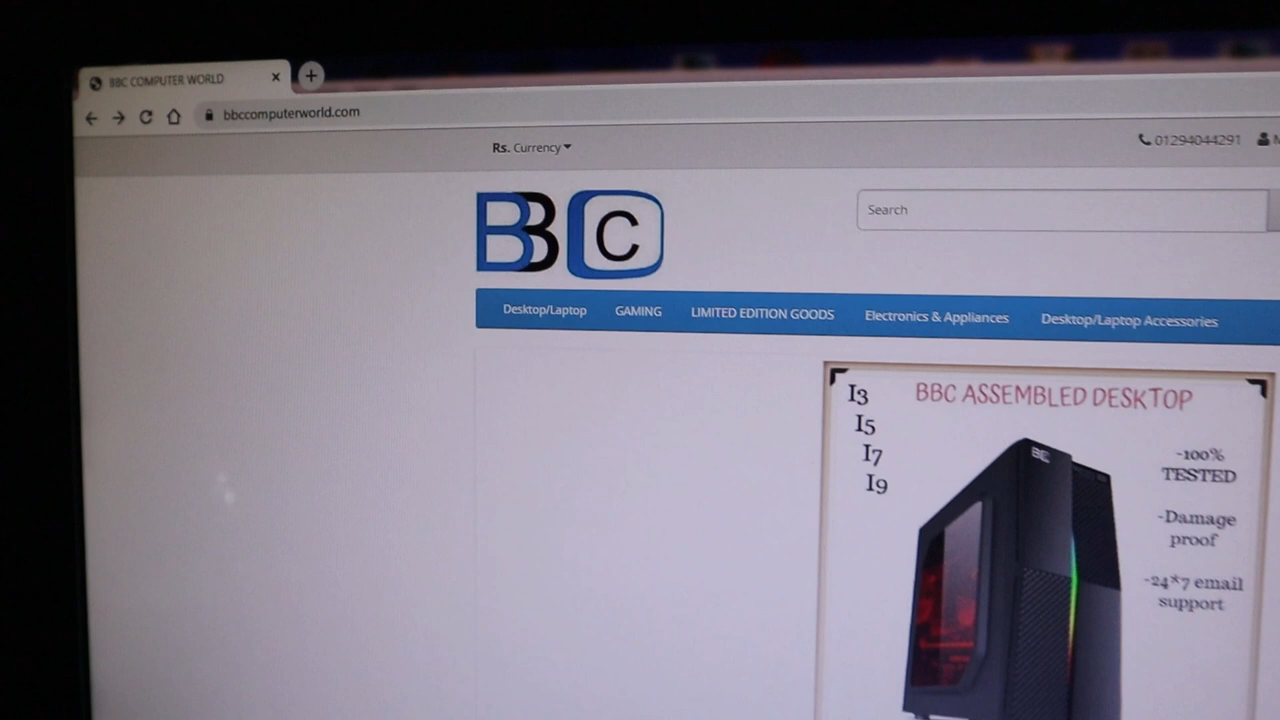 BBC COMPUTER WORLD
bbccomputerworld.com
Rs. Currency
01294044291
M
BBC
Search
Desktop/Laptop GAMING LIMITED EDITION GOODS Electronics & Appliances Desktop/Laptop Accessories
BBC ASSEMBLED DESKTOP
I3
I5
I7
I9
BBC
-100%
TESTED
-Damage
proof
-24*7 email
support